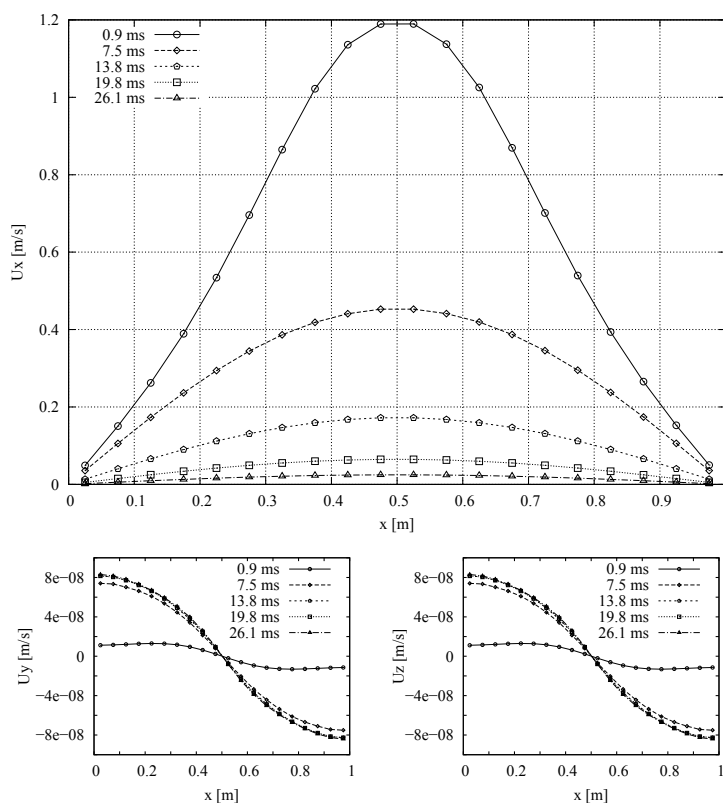 1.2
1
0.8
0.6
0.4
0.2
0
Ux [m/s]
0.9 ms
7.5 ms
13.8 ms
19.8 ms
26.1 ms
0 0.1 0.2 0.3 0.4 0.5 0.6 0.7 0.8 0.9
x [m]
8e−08
4e−08
0
−4e−08
−8e−08
Uy [m/s]
0.9 ms
7.5 ms
13.8 ms
19.8 ms
26.1 ms
0 0.2 0.4 0.6 0.8 1
x [m]
8e−08
4e−08
0
−4e−08
−8e−08
Uz [m/s]
0.9 ms
7.5 ms
13.8 ms
19.8 ms
26.1 ms
0 0.2 0.4 0.6 0.8 1
x [m]